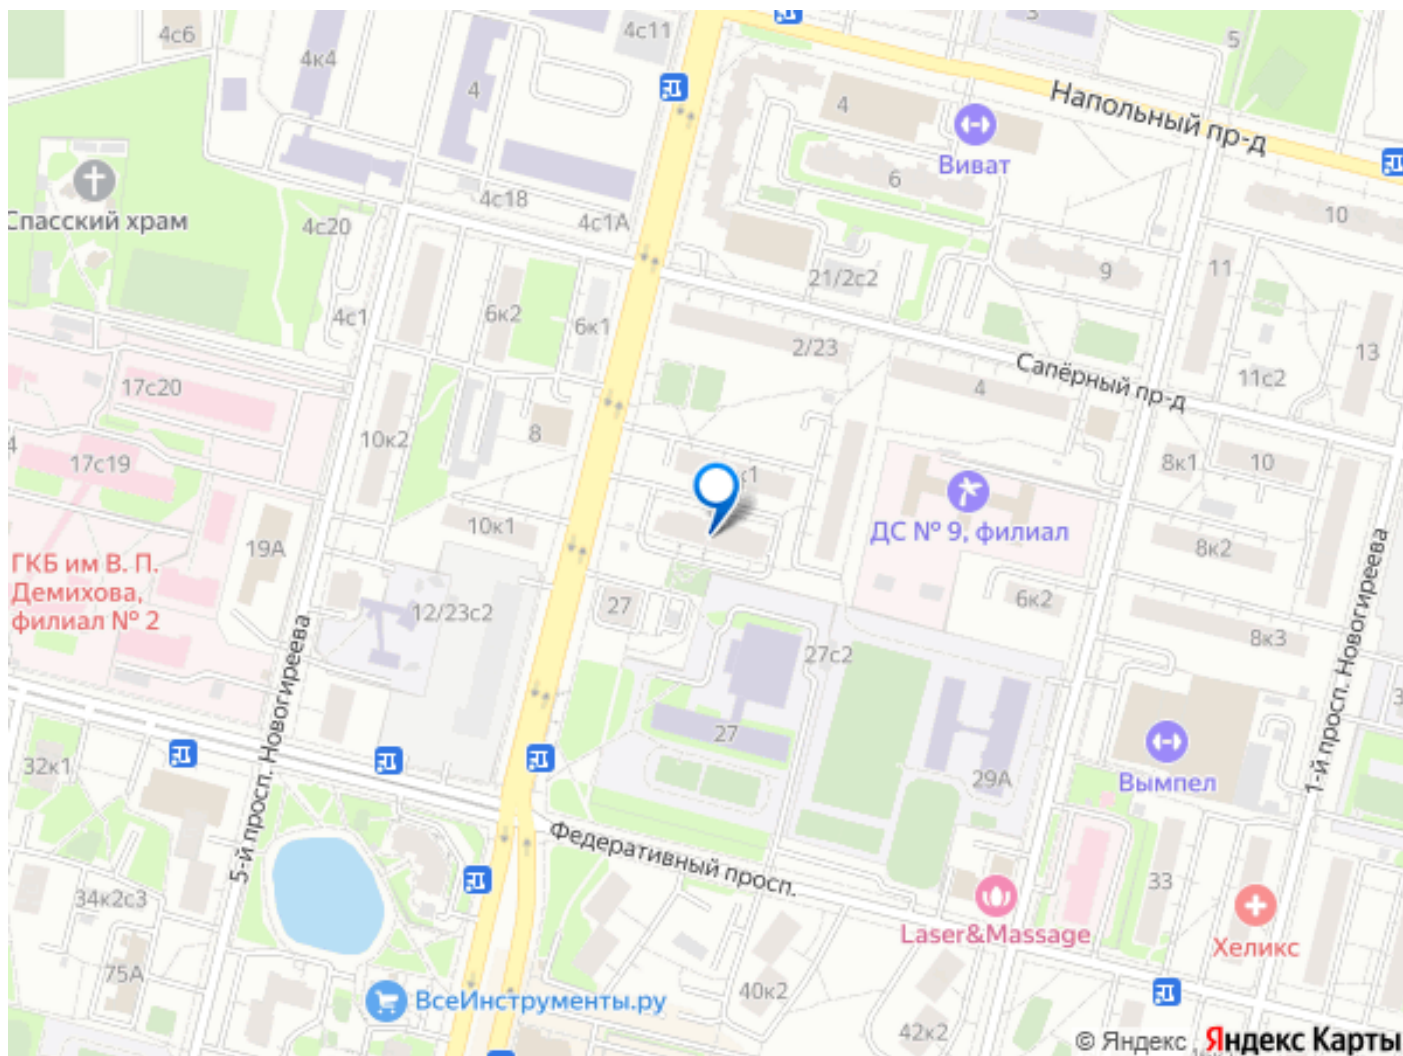 4с6
4с11
3
5
4к4
4
4
Напольный пр-д
Виват
Спасский храм
4с18
4с20
4с1А
6
10
21/2с2
9
11
4с1
6к2
6к1
2/23
13
Сапёрный пр-д
11с2
17с20
4
10к2
8
4
17с19
к1
8к1
10
ДС № 9, филиал
10к1
19А
8к2
ГКБ им В. П.
Демихова,
филиал № 2
12/23с2
27
6к2
8к3
27с2
5-й просп. Новогиреева
1-й просп. Новогиреева
27
32к1
29А
Вымпел
Федеративный просп.
34к2с3
33
Laser&Massage
Хеликс
75А
ВсеИнструменты.ру
40к2
42к2
© Яндекс
Яндекс Карты